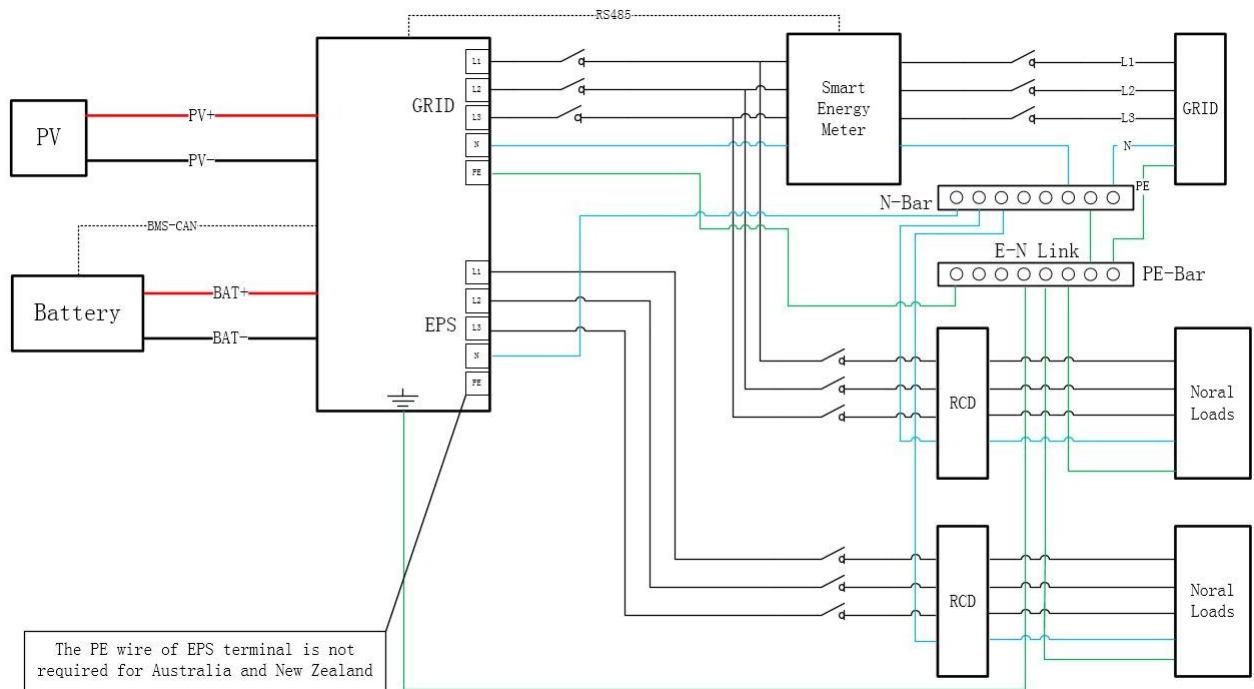 RS485
L1
GRID
L2
L3
N
PE
Smart
Energy
Meter
L1
L2
L3
N
GRID
PV
PV+
PV-
PE
N-Bar
BMS-CAN
E-N Link
PE-Bar
Battery
BAT+
BAT-
L1
L2
EPS
L3
N
PE
RCD
Noral
Loads
RCD
Noral
Loads
The PE wire of EPS terminal is not
required for Australia and New Zealand